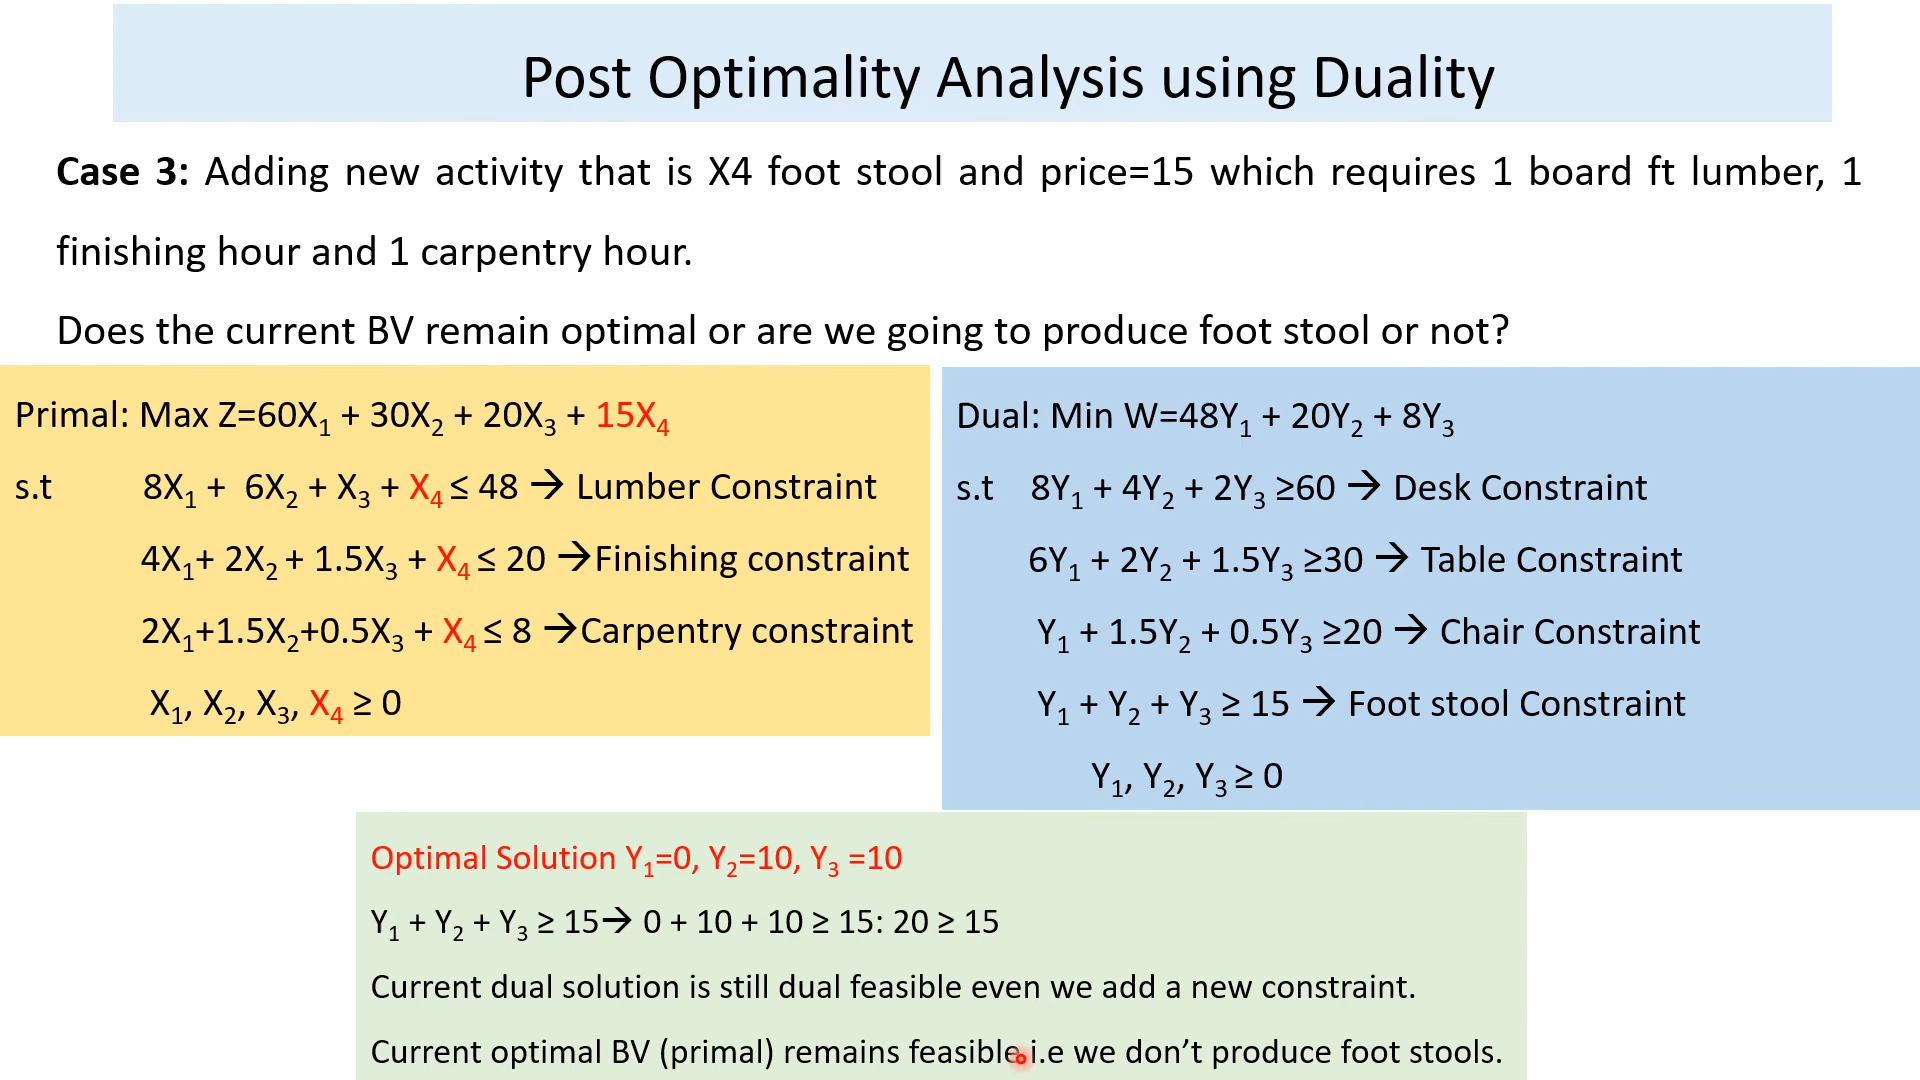 Post Optimality Analysis using Duality
Case 3: Adding new activity that is X4 foot stool and price=15 which requires 1 board ft lumber, 1
finishing hour and 1 carpentry hour.
Does the current BV remain optimal or are we going to produce foot stool or not?
Primal: Max Z=60X₁ + 30X₂ + 20X₃ + 15X₄
s.t 8X₁ + 6X₂ + X₃ + X₄ ≤ 48 → Lumber Constraint
4X₁+ 2X₂ + 1.5X₃ + X₄ ≤ 20 →Finishing constraint
2X₁+1.5X₂+0.5X₃ + X₄ ≤ 8 →Carpentry constraint
X₁, X₂, X₃, X₄ ≥ 0
Dual: Min W=48Y₁ + 20Y₂ + 8Y₃
s.t 8Y₁ + 4Y₂ + 2Y₃ ≥60 → Desk Constraint
6Y₁ + 2Y₂ + 1.5Y₃ ≥30 → Table Constraint
Y₁ + 1.5Y₂ + 0.5Y₃ ≥20 → Chair Constraint
Y₁ + Y₂ + Y₃ ≥ 15 → Foot stool Constraint
Y₁, Y₂, Y₃ ≥ 0
Optimal Solution Y₁=0, Y₂=10, Y₃ =10
Y₁ + Y₂ + Y₃ ≥ 15→ 0 + 10 + 10 ≥ 15: 20 ≥ 15
Current dual solution is still dual feasible even we add a new constraint.
Current optimal BV (primal) remains feasible i.e we don't produce foot stools.